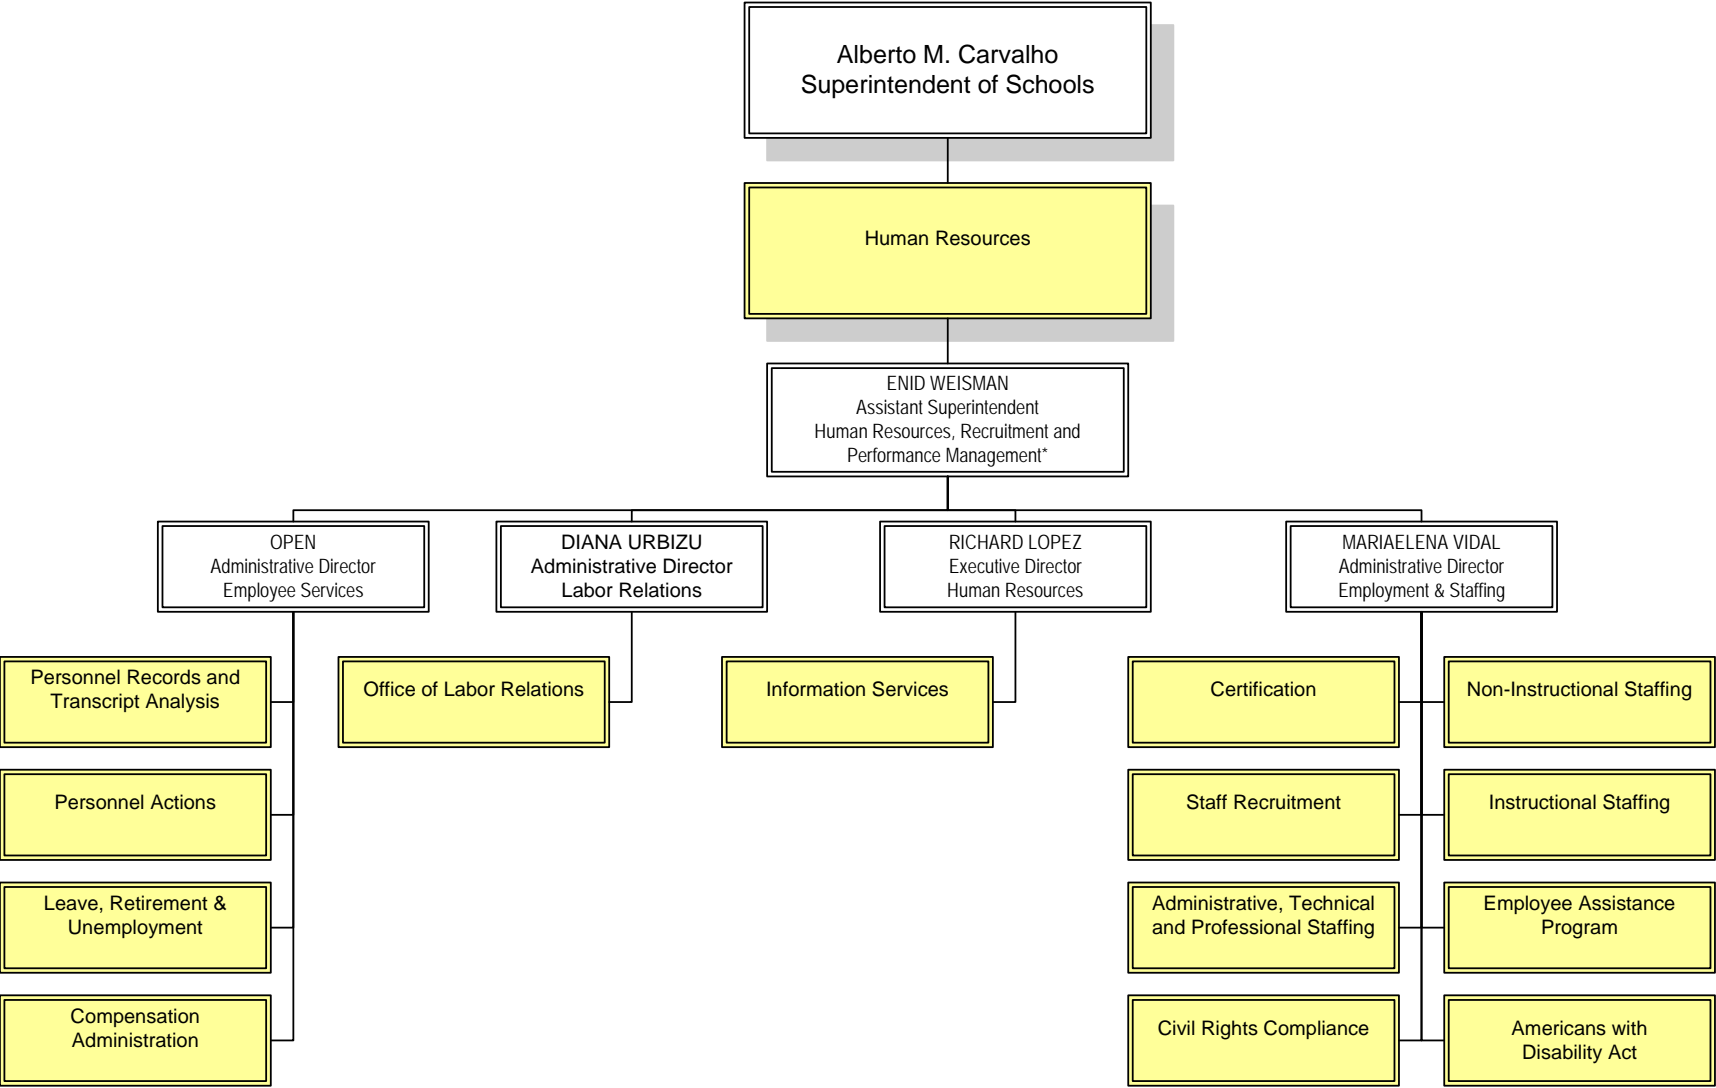 Alberto M. Carvalho
Superintendent of Schools
Human Resources
ENID WEISMAN
Assistant Superintendent
Human Resources, Recruitment and
Performance Management*
OPEN
Administrative Director
Employee Services
DIANA URBIZU
Administrative Director
Labor Relations
RICHARD LOPEZ
Executive Director
Human Resources
MARIAELENA VIDAL
Administrative Director
Employment & Staffing
Personnel Records and
Transcript Analysis
Office of Labor Relations
Information Services
Certification
Non-Instructional Staffing
Personnel Actions
Staff Recruitment
Instructional Staffing
Leave, Retirement &
Unemployment
Administrative, Technical
and Professional Staffing
Employee Assistance
Program
Compensation
Administration
Civil Rights Compliance
Americans with
Disability Act